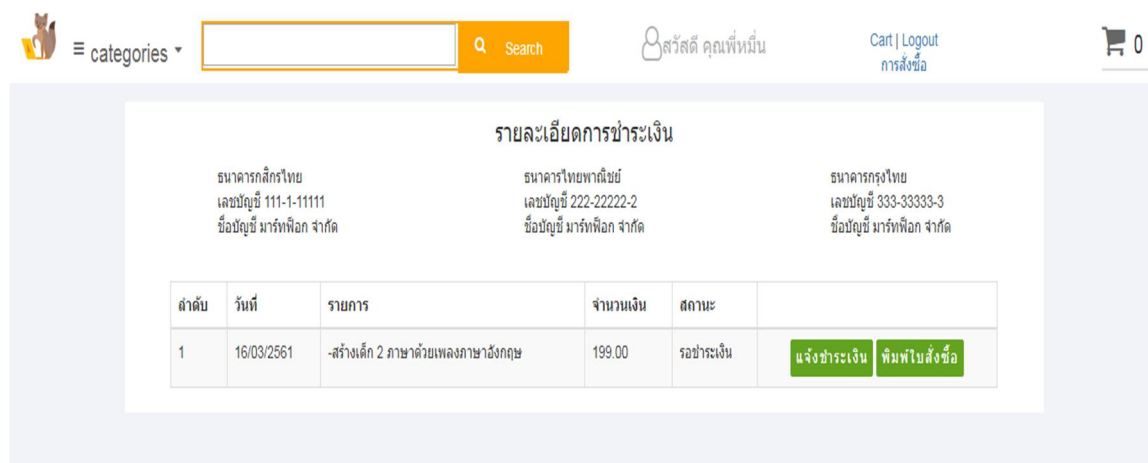 ≡ categories
Search
สวัสดี คุณพี่หมื่น
Cart | Logout
การสั่งซื้อ
0
รายละเอียดการชำระเงิน
ธนาคารกสิกรไทย
เลขบัญชี 111-1-11111
ชื่อบัญชี มาร์ทฟ็อก จำกัด
ธนาคารไทยพาณิชย์
เลขบัญชี 222-22222-2
ชื่อบัญชี มาร์ทฟ็อก จำกัด
ธนาคารกรุงไทย
เลขบัญชี 333-33333-3
ชื่อบัญชี มาร์ทฟ็อก จำกัด
ลำดับ วันที่ รายการ จำนวนเงิน สถานะ
1 16/03/2561 -สร้างเด็ก 2 ภาษาด้วยเพลงภาษาอังกฤษ 199.00 รอชำระเงิน แจ้งชำระเงิน พิมพ์ใบสั่งซื้อ